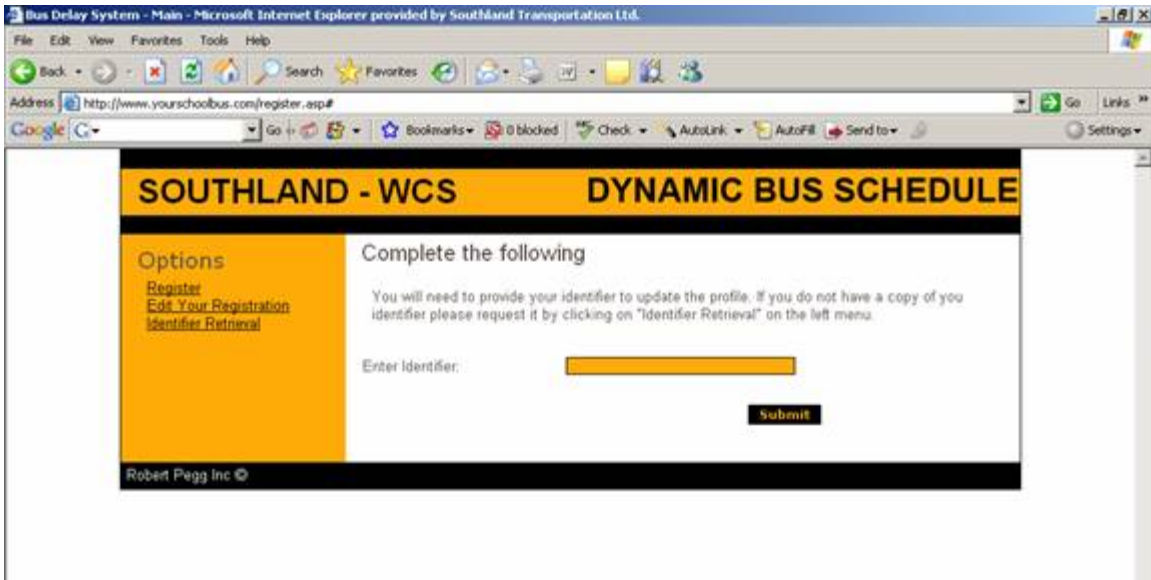 Bus Delay System - Main - Microsoft Internet Explorer provided by Southland Transportation Ltd.
File Edit View Favorites Tools Help
Back Search Favorites
Address http://www.yourschoolbus.com/register.asp# Go Links »
Google G Go Bookmarks 0 blocked Check AutoLink AutoFill Send to Settings
SOUTHLAND - WCS DYNAMIC BUS SCHEDULE
Options
Register
Edit Your Registration
Identifier Retrieval
Complete the following
You will need to provide your identifier to update the profile. If you do not have a copy of you
identifier please request it by clicking on "Identifier Retrieval" on the left menu.
Enter Identifier:
Submit
Robert Pegg Inc ©